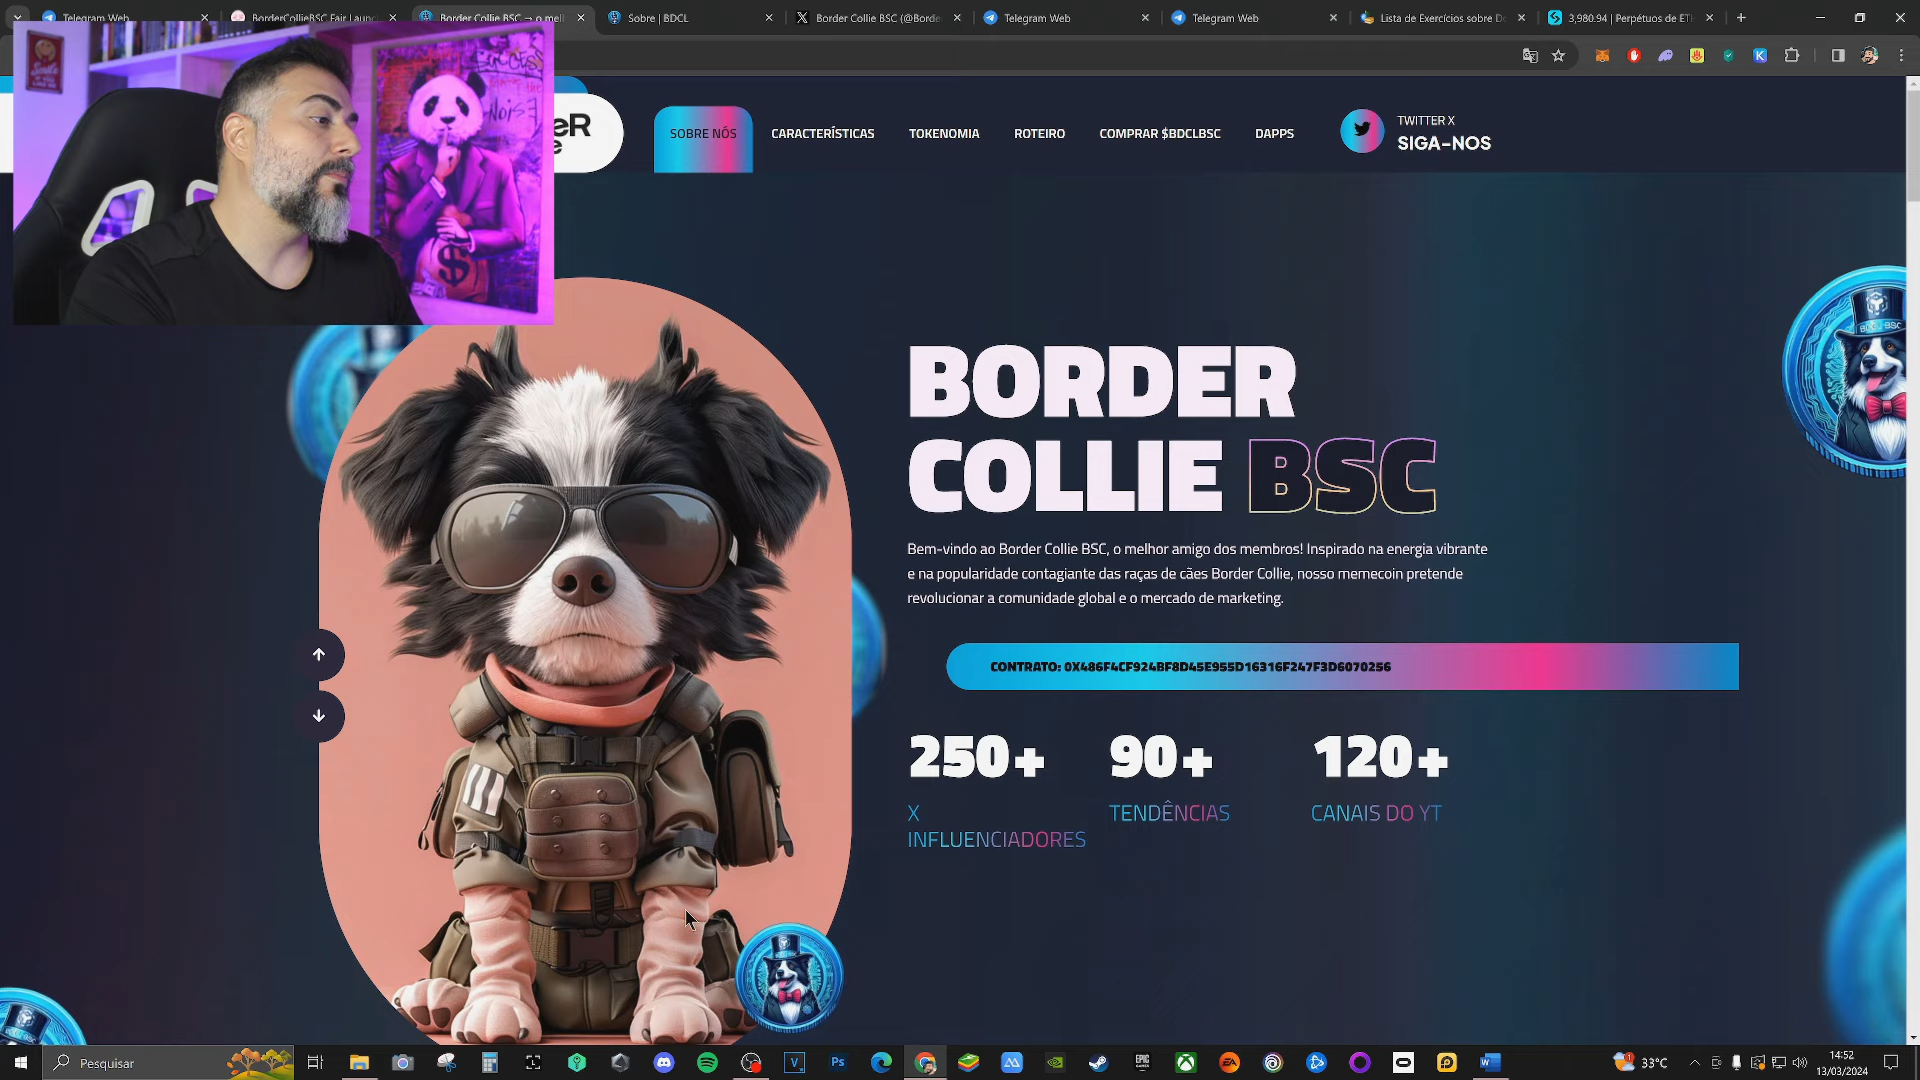 Telegram Web
BorderCollieBSC Fair Launc
Border Collie BSC → o melh
Sobre | BDCL
Border Collie BSC (@Borde
Telegram Web
Telegram Web
Lista de Exercícios sobre Do
3,980.94 | Perpétuos de ETH
SOBRE NÓS
CARACTERÍSTICAS
TOKENOMIA
ROTEIRO
COMPRAR $BDCLBSC
DAPPS
TWITTER X
SIGA-NOS
BORDER
COLLIE BSC
Bem-vindo ao Border Collie BSC, o melhor amigo dos membros! Inspirado na energia vibrante
e na popularidade contagiante das raças de cães Border Collie, nosso memecoin pretende
revolucionar a comunidade global e o mercado de marketing.
CONTRATO: 0X486F4CF924BF8D45E955D16316F247F3D6070256
250+
90+
120+
X
INFLUENCIADORES
TENDÊNCIAS
CANAIS DO YT
Pesquisar
33°C
14:52
13/03/2024